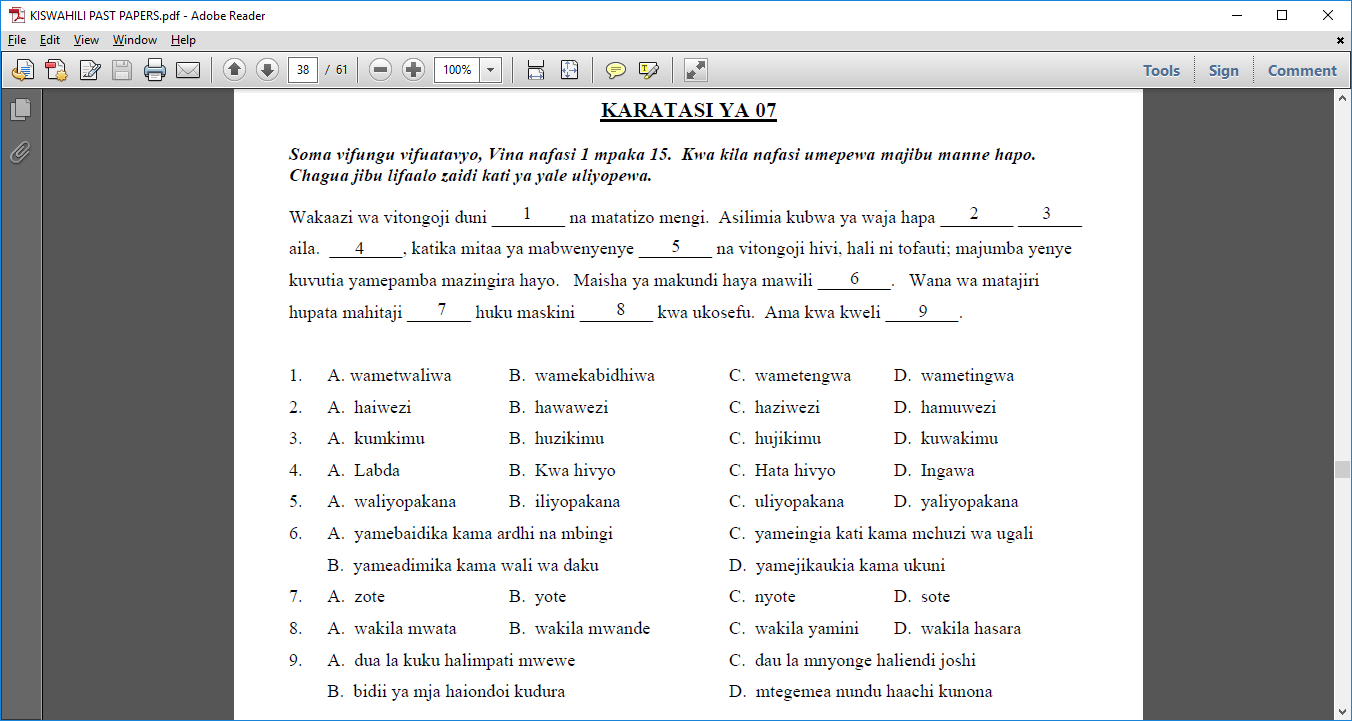 KISWAHILI PAST PAPERS.pdf - Adobe Reader
File Edit View Window Help
38 / 61 100% Tools Sign Comment
KARATASI YA 07
Soma vifungu vifuatavyo, Vina nafasi 1 mpaka 15. Kwa kila nafasi umepewa majibu manne hapo.
Chagua jibu lifaalo zaidi kati ya yale uliyopewa.
Wakaazi wa vitongoji duni ___1___ na matatizo mengi. Asilimia kubwa ya waja hapa ___2___ ___3___
aila. ___4___, katika mitaa ya mabwenyenye ___5___ na vitongoji hivi, hali ni tofauti; majumba yenye
kuvutia yamepamba mazingira hayo. Maisha ya makundi haya mawili ___6___. Wana wa matajiri
hupata mahitaji ___7___ huku maskini ___8___ kwa ukosefu. Ama kwa kweli ___9___.
1. A. wametwaliwa B. wamekabidhiwa C. wametengwa D. wametingwa
2. A. haiwezi B. hawawezi C. haziwezi D. hamuwezi
3. A. kumkimu B. huzikimu C. hujikimu D. kuwakimu
4. A. Labda B. Kwa hivyo C. Hata hivyo D. Ingawa
5. A. waliyopakana B. iliyopakana C. uliyopakana D. yaliyopakana
6. A. yamebaidika kama ardhi na mbingi C. yameingia kati kama mchuzi wa ugali
B. yameadimika kama wali wa daku D. yamejikaukia kama ukuni
7. A. zote B. yote C. nyote D. sote
8. A. wakila mwata B. wakila mwande C. wakila yamini D. wakila hasara
9. A. dua la kuku halimpati mwewe C. dau la mnyonge haliendi joshi
B. bidii ya mja haiondoi kudura D. mtegemea nundu haachi kunona